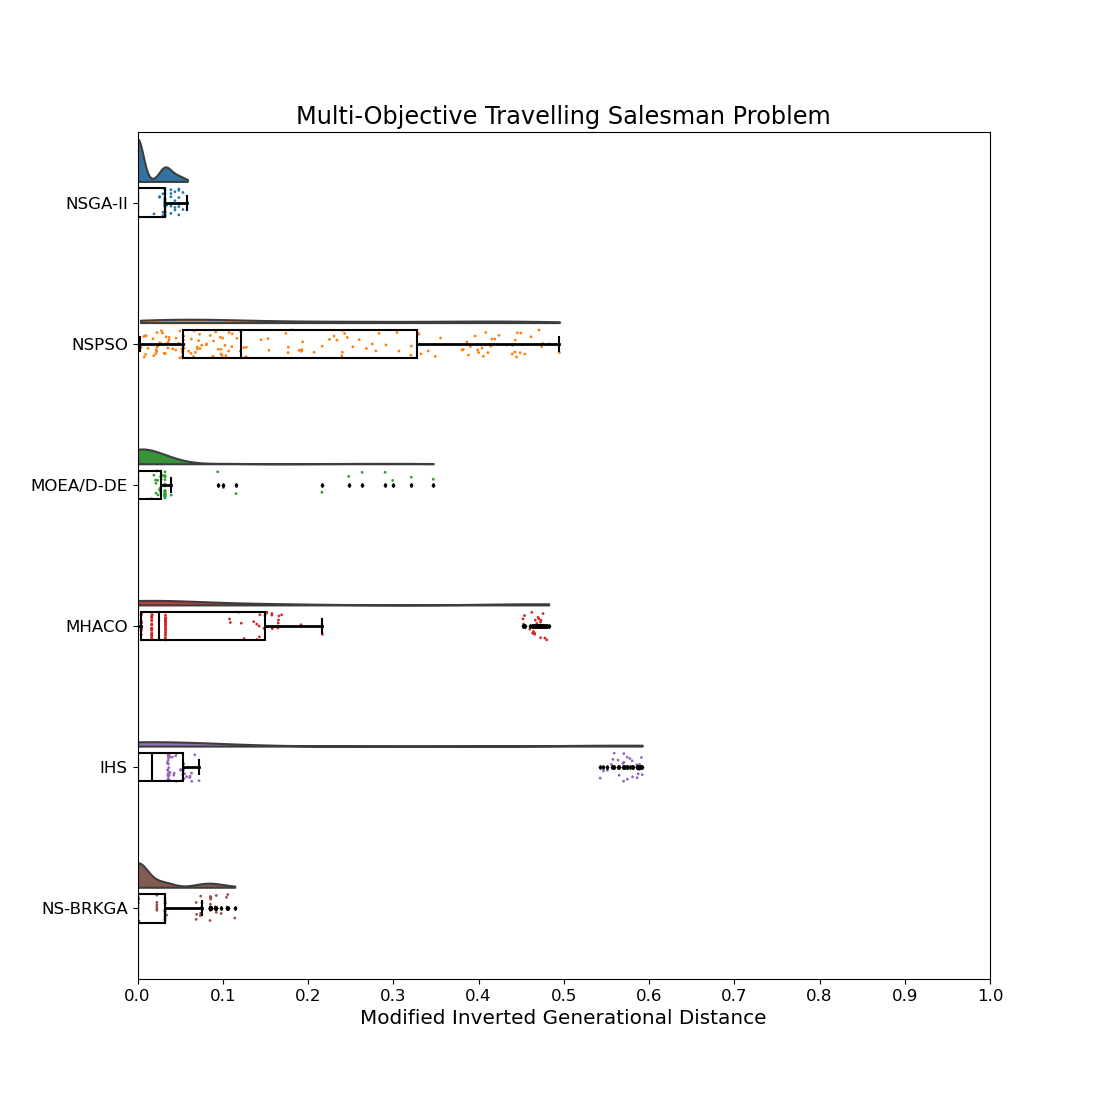 Multi-Objective Travelling Salesman Problem
NSGA-II
NSPSO
MOEA/D-DE
MHACO
IHS
NS-BRKGA
0.0 0.1 0.2 0.3 0.4 0.5 0.6 0.7 0.8 0.9 1.0
Modified Inverted Generational Distance